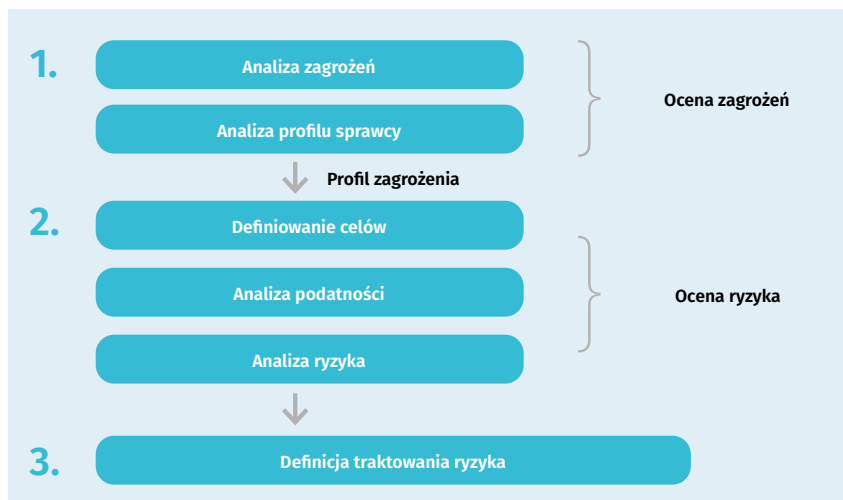 1.
Analiza zagrożeń
Analiza profilu sprawcy
Ocena zagrożeń
Profil zagrożenia
2.
Definiowanie celów
Analiza podatności
Analiza ryzyka
Ocena ryzyka
3.
Definicja traktowania ryzyka